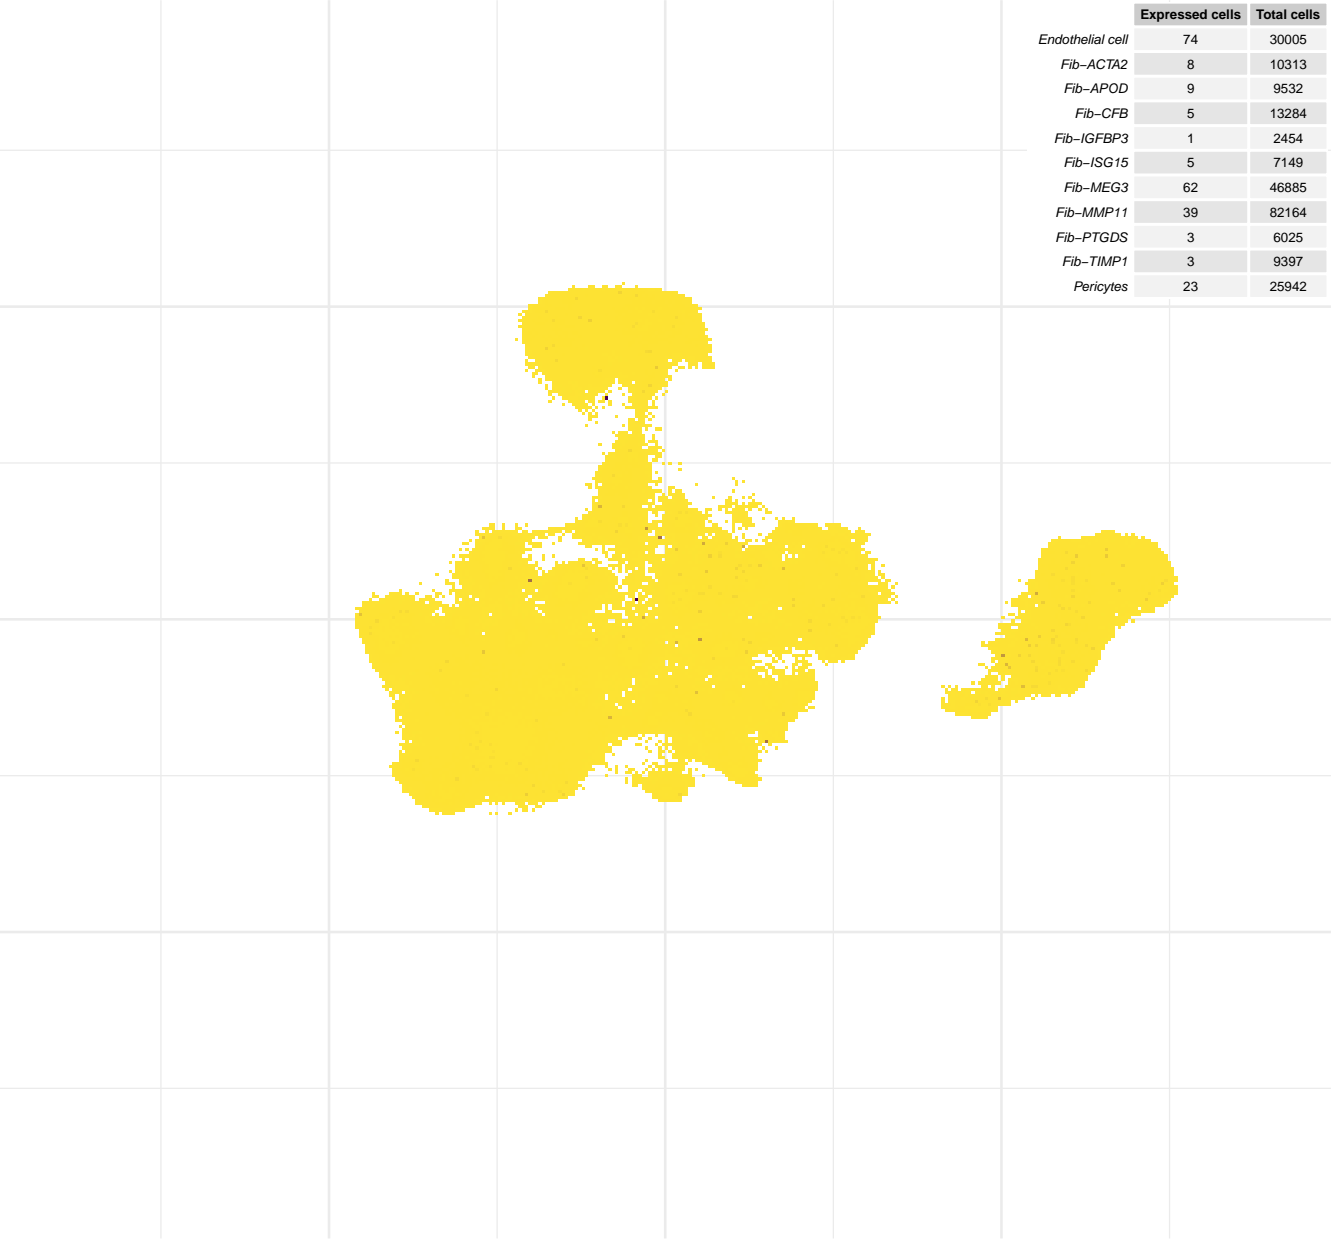 Expressed cells Total cells
Endothelial cell 74 30005
Fib−ACTA2 8 10313
Fib−APOD 9 9532
Fib−CFB 5 13284
Fib−IGFBP3 1 2454
Fib−ISG15 5 7149
Fib−MEG3 62 46885
Fib−MMP11 39 82164
Fib−PTGDS 3 6025
Fib−TIMP1 3 9397
Pericytes 23 25942